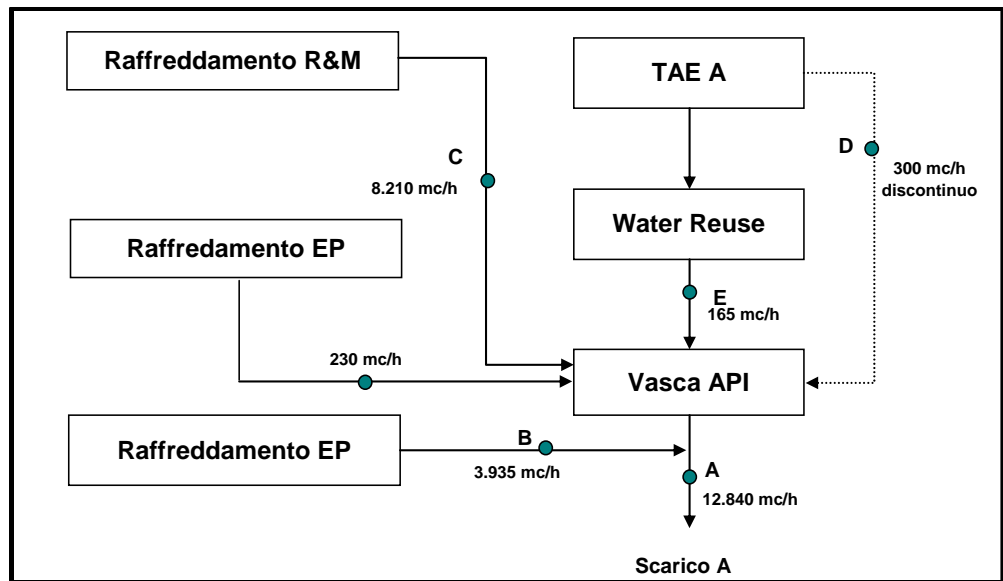 Raffreddamento R&M
TAE A
C
8.210 mc/h
D
300 mc/h
discontinuo
Water Reuse
Raffredamento EP
E
165 mc/h
230 mc/h
Vasca API
Raffreddamento EP
B
3.935 mc/h
A
12.840 mc/h
Scarico A